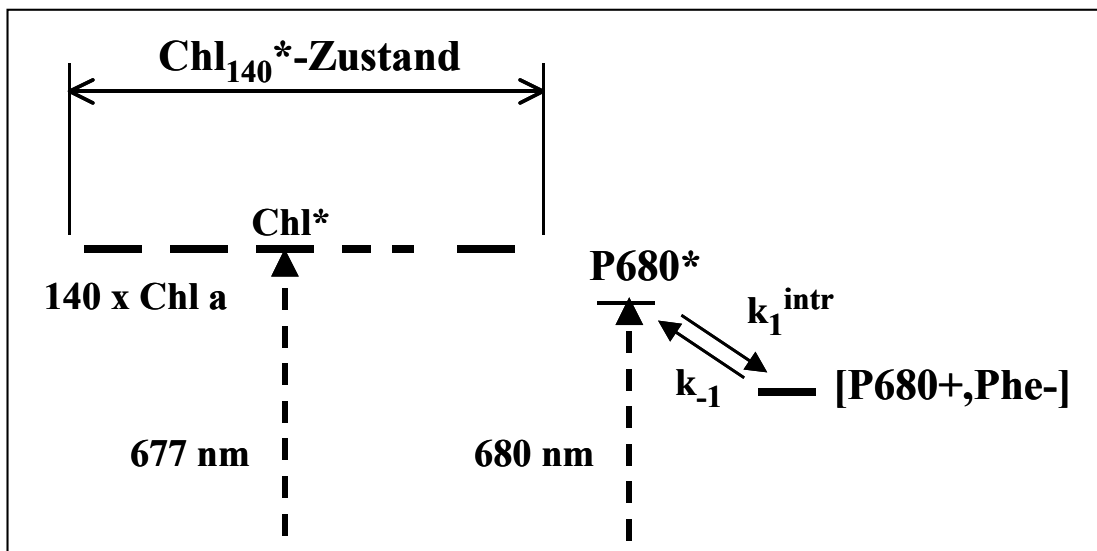 Chl₁₄₀*-Zustand
Chl*
P680*
140 x Chl a
k₁ⁱⁿᵗʳ
k₋₁
[P680+,Phe-]
677 nm
680 nm